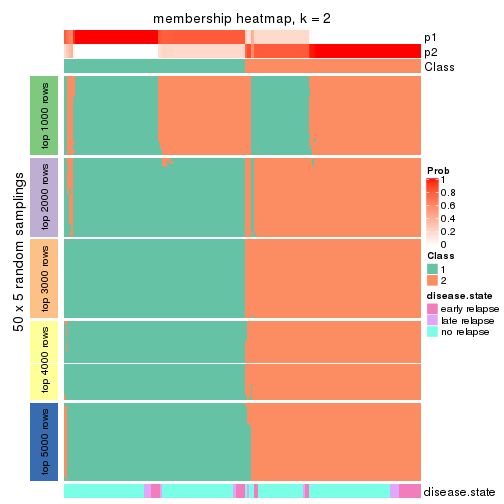 membership heatmap, k = 2
p1
p2
Class
50 x 5 random samplings
top 1000 rows
top 2000 rows
top 3000 rows
top 4000 rows
top 5000 rows
Prob
1
0.8
0.6
0.4
0.2
0
Class
1
2
disease.state
early relapse
late relapse
no relapse
disease.state